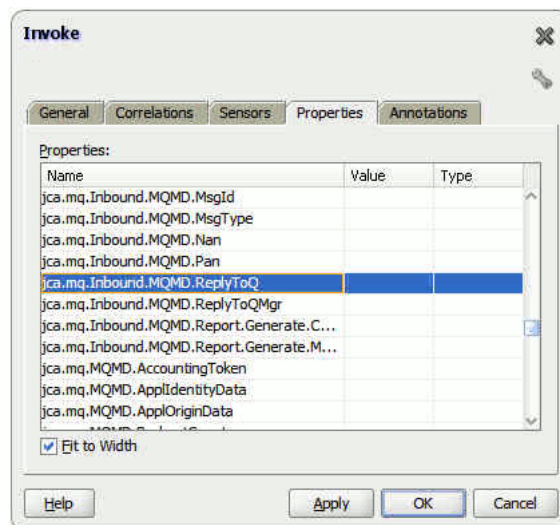 Invoke
General Correlations Sensors Properties Annotations
Properties:
Name Value Type
jca.mq.Inbound.MQMD.MsgId
jca.mq.Inbound.MQMD.MsgType
jca.mq.Inbound.MQMD.Nan
jca.mq.Inbound.MQMD.Pan
jca.mq.Inbound.MQMD.ReplyToQ
jca.mq.Inbound.MQMD.ReplyToQMgr
jca.mq.Inbound.MQMD.Report.Generate.C...
jca.mq.Inbound.MQMD.Report.Generate.M...
jca.mq.MQMD.AccountingToken
jca.mq.MQMD.ApplIdentityData
jca.mq.MQMD.ApplOriginData
Fit to Width
Help Apply OK Cancel